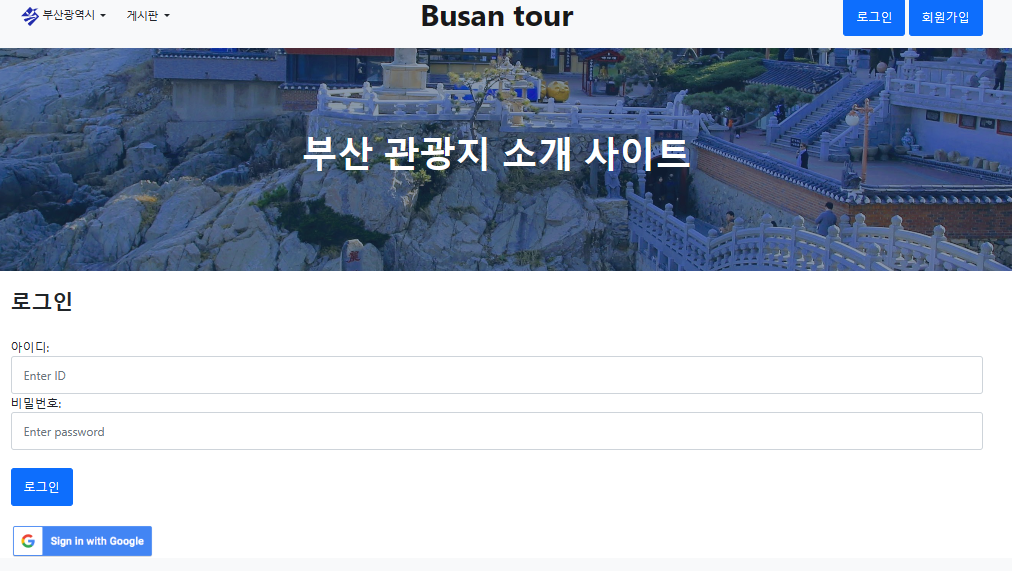 부산광역시 게시판 Busan tour 로그인 회원가입
부산 관광지 소개 사이트
로그인
아이디:
Enter ID
비밀번호:
Enter password
로그인
Sign in with Google